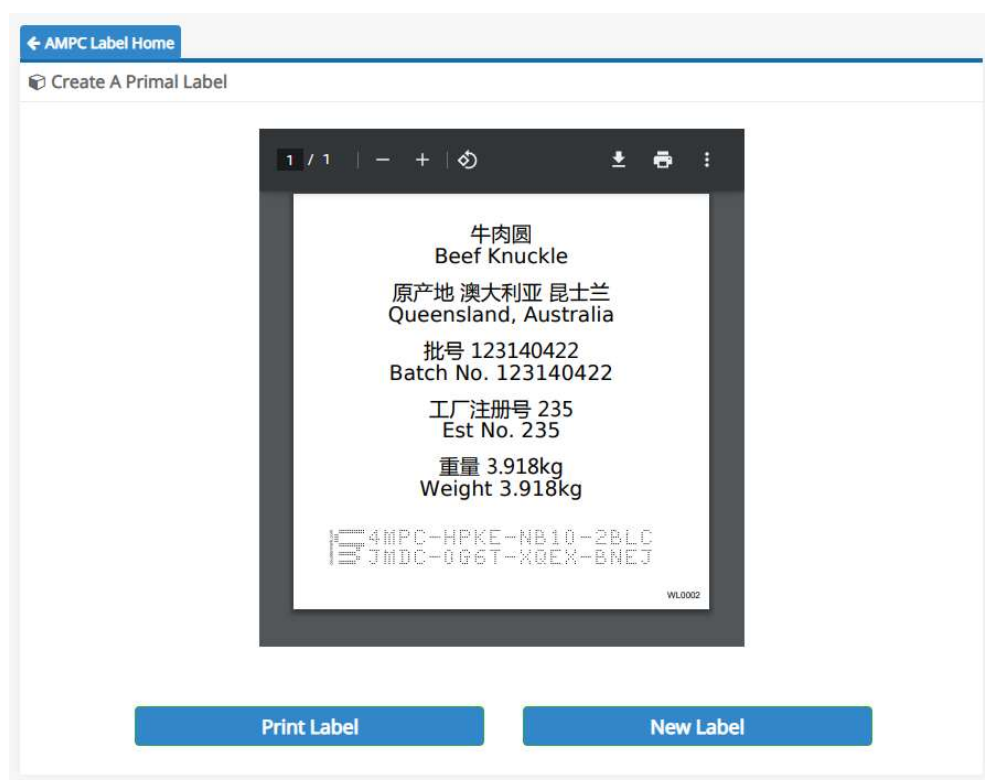 AMPC Label Home
Create A Primal Label
1 / 1
牛肉圆
Beef Knuckle
原产地 澳大利亚 昆士兰
Queensland, Australia
批号 123140422
Batch No. 123140422
工厂注册号 235
Est No. 235
重量 3.918kg
Weight 3.918kg
4MPC-HPKE-NB10-2BLC
JMDC-0G6T-XQEX-BNEJ
WL0002
Print Label
New Label